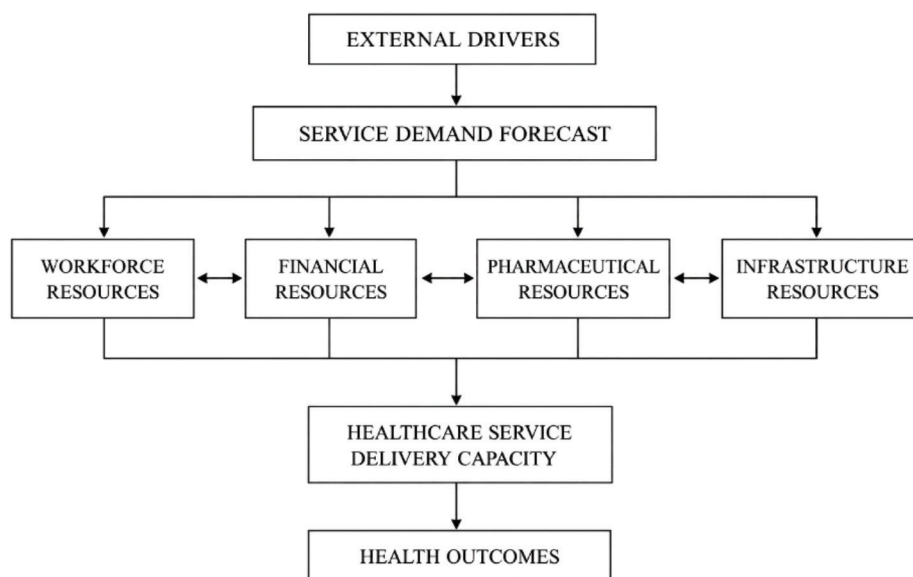 EXTERNAL DRIVERS
SERVICE DEMAND FORECAST
WORKFORCE
RESOURCES
FINANCIAL
RESOURCES
PHARMACEUTICAL
RESOURCES
INFRASTRUCTURE
RESOURCES
HEALTHCARE SERVICE
DELIVERY CAPACITY
HEALTH OUTCOMES